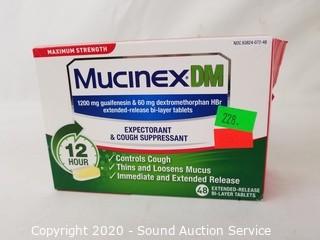 MAXIMUM STRENGTH
NDC 63824-072-48
Mucinex DM
1200 mg guaifenesin & 60 mg dextromethorphan HBr
extended-release bi-layer tablets
228.
EXPECTORANT
& COUGH SUPPRESSANT
12
HOUR
Controls Cough
Thins and Loosens Mucus
Immediate and Extended Release
48 EXTENDED-RELEASE
BI-LAYER TABLETS
Copyright 2020 - Sound Auction Service